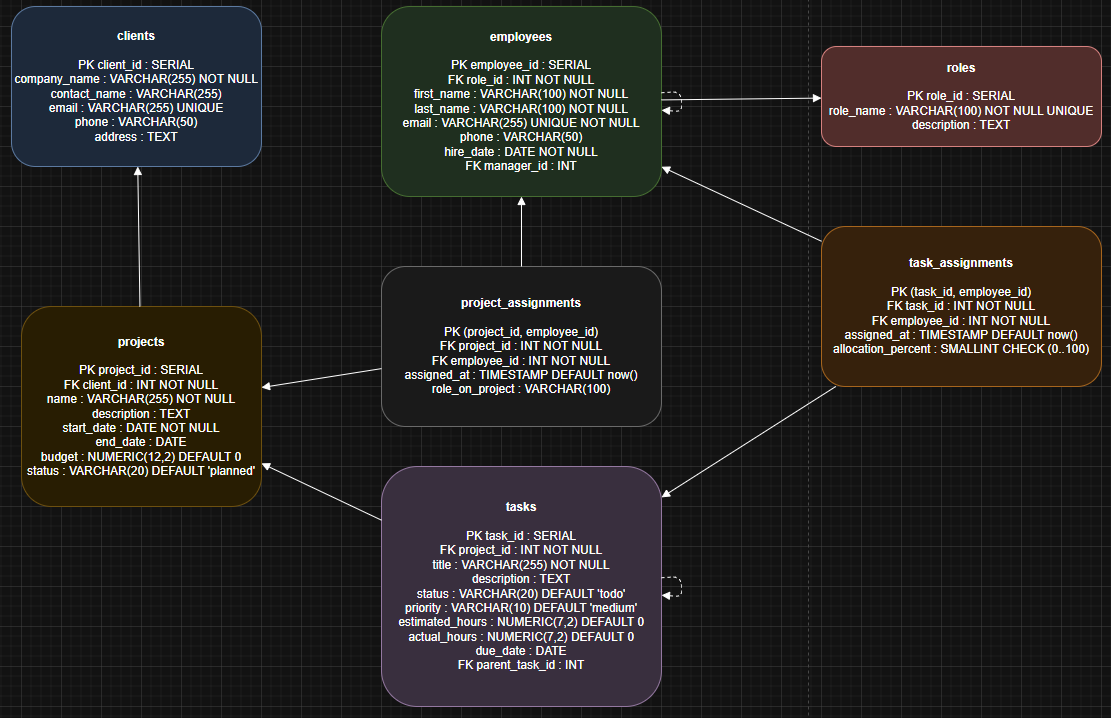 clients
PK client_id : SERIAL
company_name : VARCHAR(255) NOT NULL
contact_name : VARCHAR(255)
email : VARCHAR(255) UNIQUE
phone : VARCHAR(50)
address : TEXT
employees
PK employee_id : SERIAL
FK role_id : INT NOT NULL
first_name : VARCHAR(100) NOT NULL
last_name : VARCHAR(100) NOT NULL
email : VARCHAR(255) UNIQUE NOT NULL
phone : VARCHAR(50)
hire_date : DATE NOT NULL
FK manager_id : INT
roles
PK role_id : SERIAL
role_name : VARCHAR(100) NOT NULL UNIQUE
description : TEXT
task_assignments
PK (task_id, employee_id)
FK task_id : INT NOT NULL
FK employee_id : INT NOT NULL
assigned_at : TIMESTAMP DEFAULT now()
allocation_percent : SMALLINT CHECK (0..100)
project_assignments
PK (project_id, employee_id)
FK project_id : INT NOT NULL
FK employee_id : INT NOT NULL
assigned_at : TIMESTAMP DEFAULT now()
role_on_project : VARCHAR(100)
projects
PK project_id : SERIAL
FK client_id : INT NOT NULL
name : VARCHAR(255) NOT NULL
description : TEXT
start_date : DATE NOT NULL
end_date : DATE
budget : NUMERIC(12,2) DEFAULT 0
status : VARCHAR(20) DEFAULT 'planned'
tasks
PK task_id : SERIAL
FK project_id : INT NOT NULL
title : VARCHAR(255) NOT NULL
description : TEXT
status : VARCHAR(20) DEFAULT 'todo'
priority : VARCHAR(10) DEFAULT 'medium'
estimated_hours : NUMERIC(7,2) DEFAULT 0
actual_hours : NUMERIC(7,2) DEFAULT 0
due_date : DATE
FK parent_task_id : INT